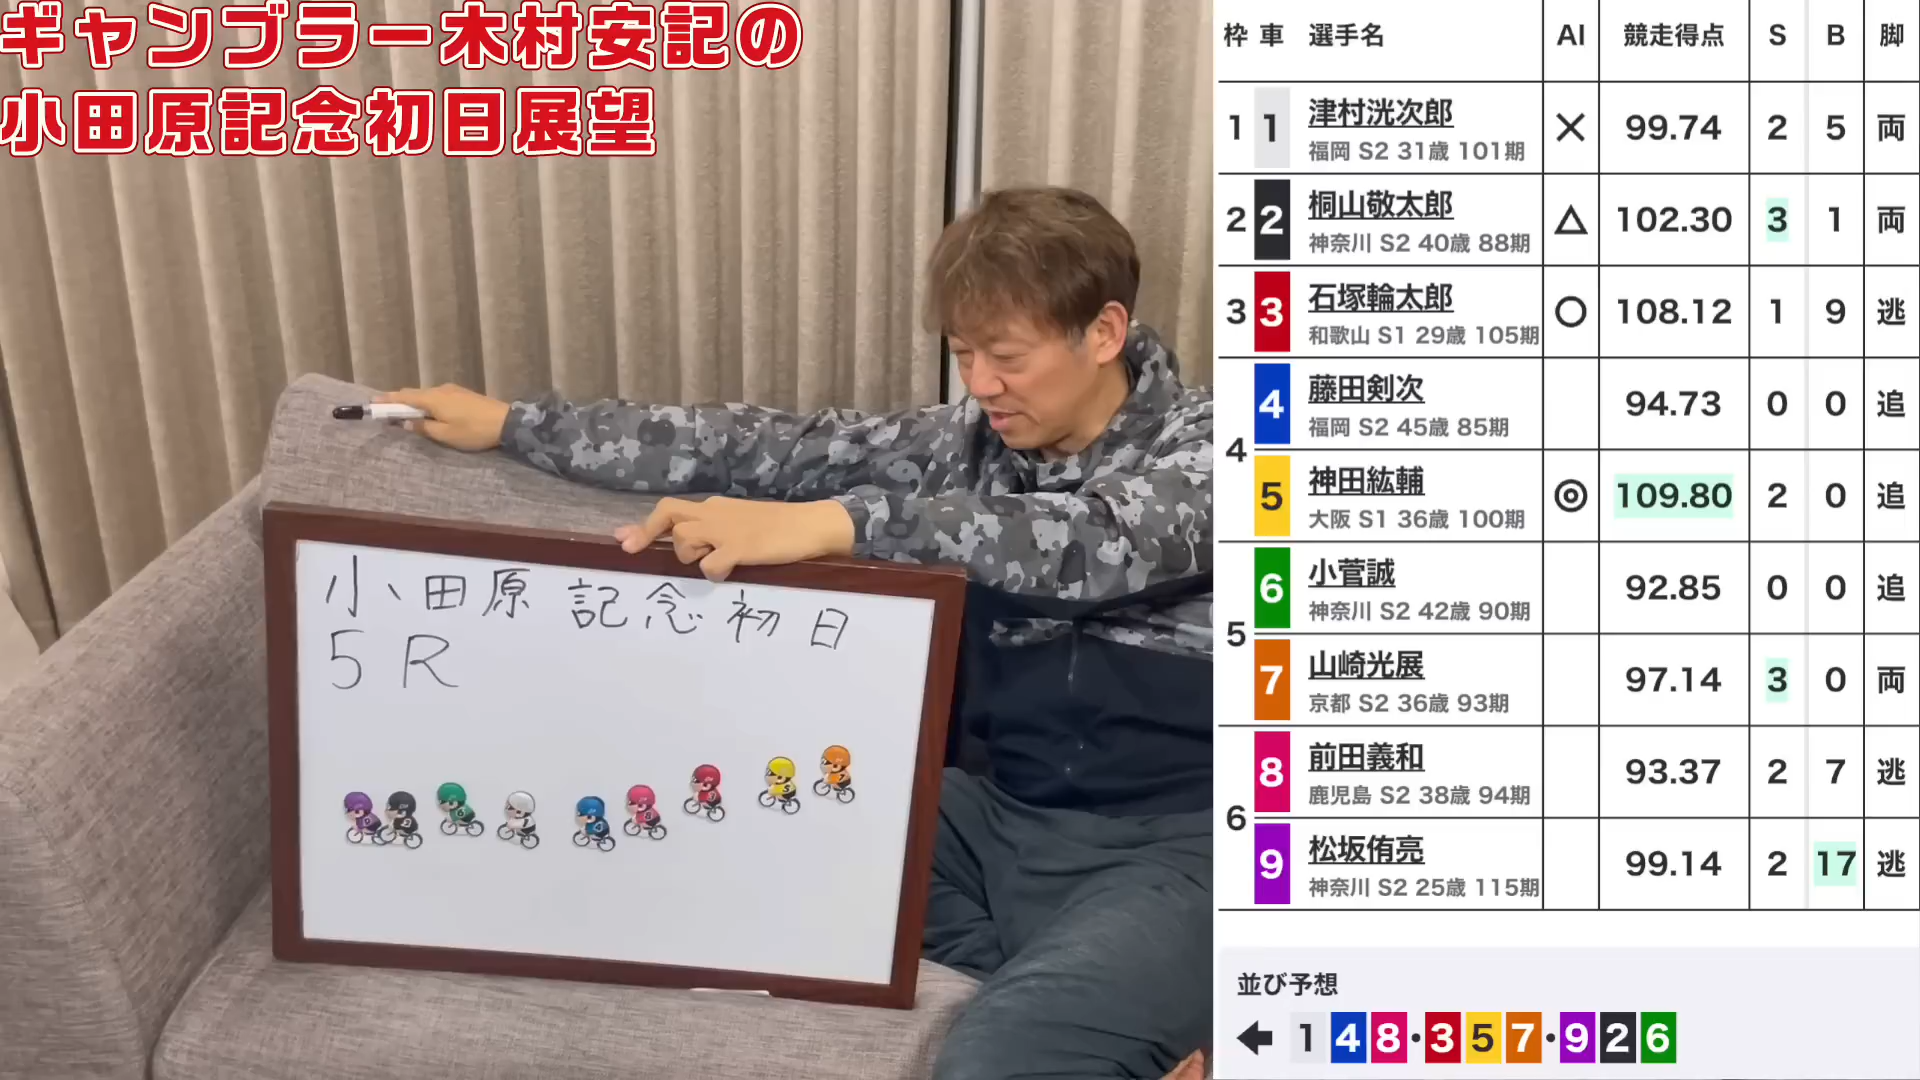 ギャンブラー木村安記の
小田原記念初日展望
小田原記念初日
5R
枠 車 選手名 AI 競走得点 S B 脚
1 1 津村洸次郎 × 99.74 2 5 両
福岡 S2 31歳 101期
2 2 桐山敬太郎 △ 102.30 3 1 両
神奈川 S2 40歳 88期
3 3 石塚輪太郎 ○ 108.12 1 9 逃
和歌山 S1 29歳 105期
4 4 藤田剣次 94.73 0 0 追
福岡 S2 45歳 85期
5 神田紘輔 ◎ 109.80 2 0 追
大阪 S1 36歳 100期
5 6 小菅誠 92.85 0 0 追
神奈川 S2 42歳 90期
7 山崎光展 97.14 3 0 両
京都 S2 36歳 93期
6 8 前田義和 93.37 2 7 逃
鹿児島 S2 38歳 94期
9 松坂侑亮 99.14 2 17 逃
神奈川 S2 25歳 115期
並び予想
← 1 4 8・3 5 7・9 2 6